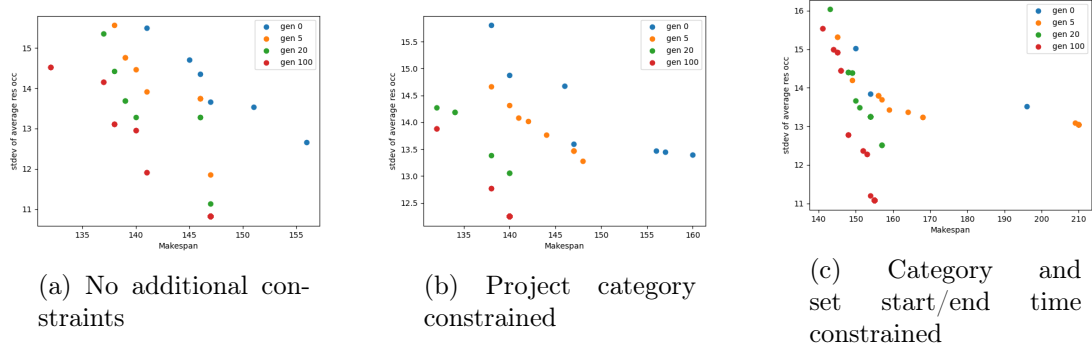 gen 0
gen 5
gen 20
gen 100
stdev of average res occ
15
14
13
12
11
135
140
145
150
155
Makespan
(a) No additional con-
straints
gen 0
gen 5
gen 20
gen 100
stdev of average res occ
15.5
15.0
14.5
14.0
13.5
13.0
12.5
135
140
145
150
155
160
Makespan
(b) Project category
constrained
gen 0
gen 5
gen 20
gen 100
stdev of average res occ
16
15
14
13
12
11
140
150
160
170
180
190
200
210
Makespan
(c) Category and
set start/end time
constrained